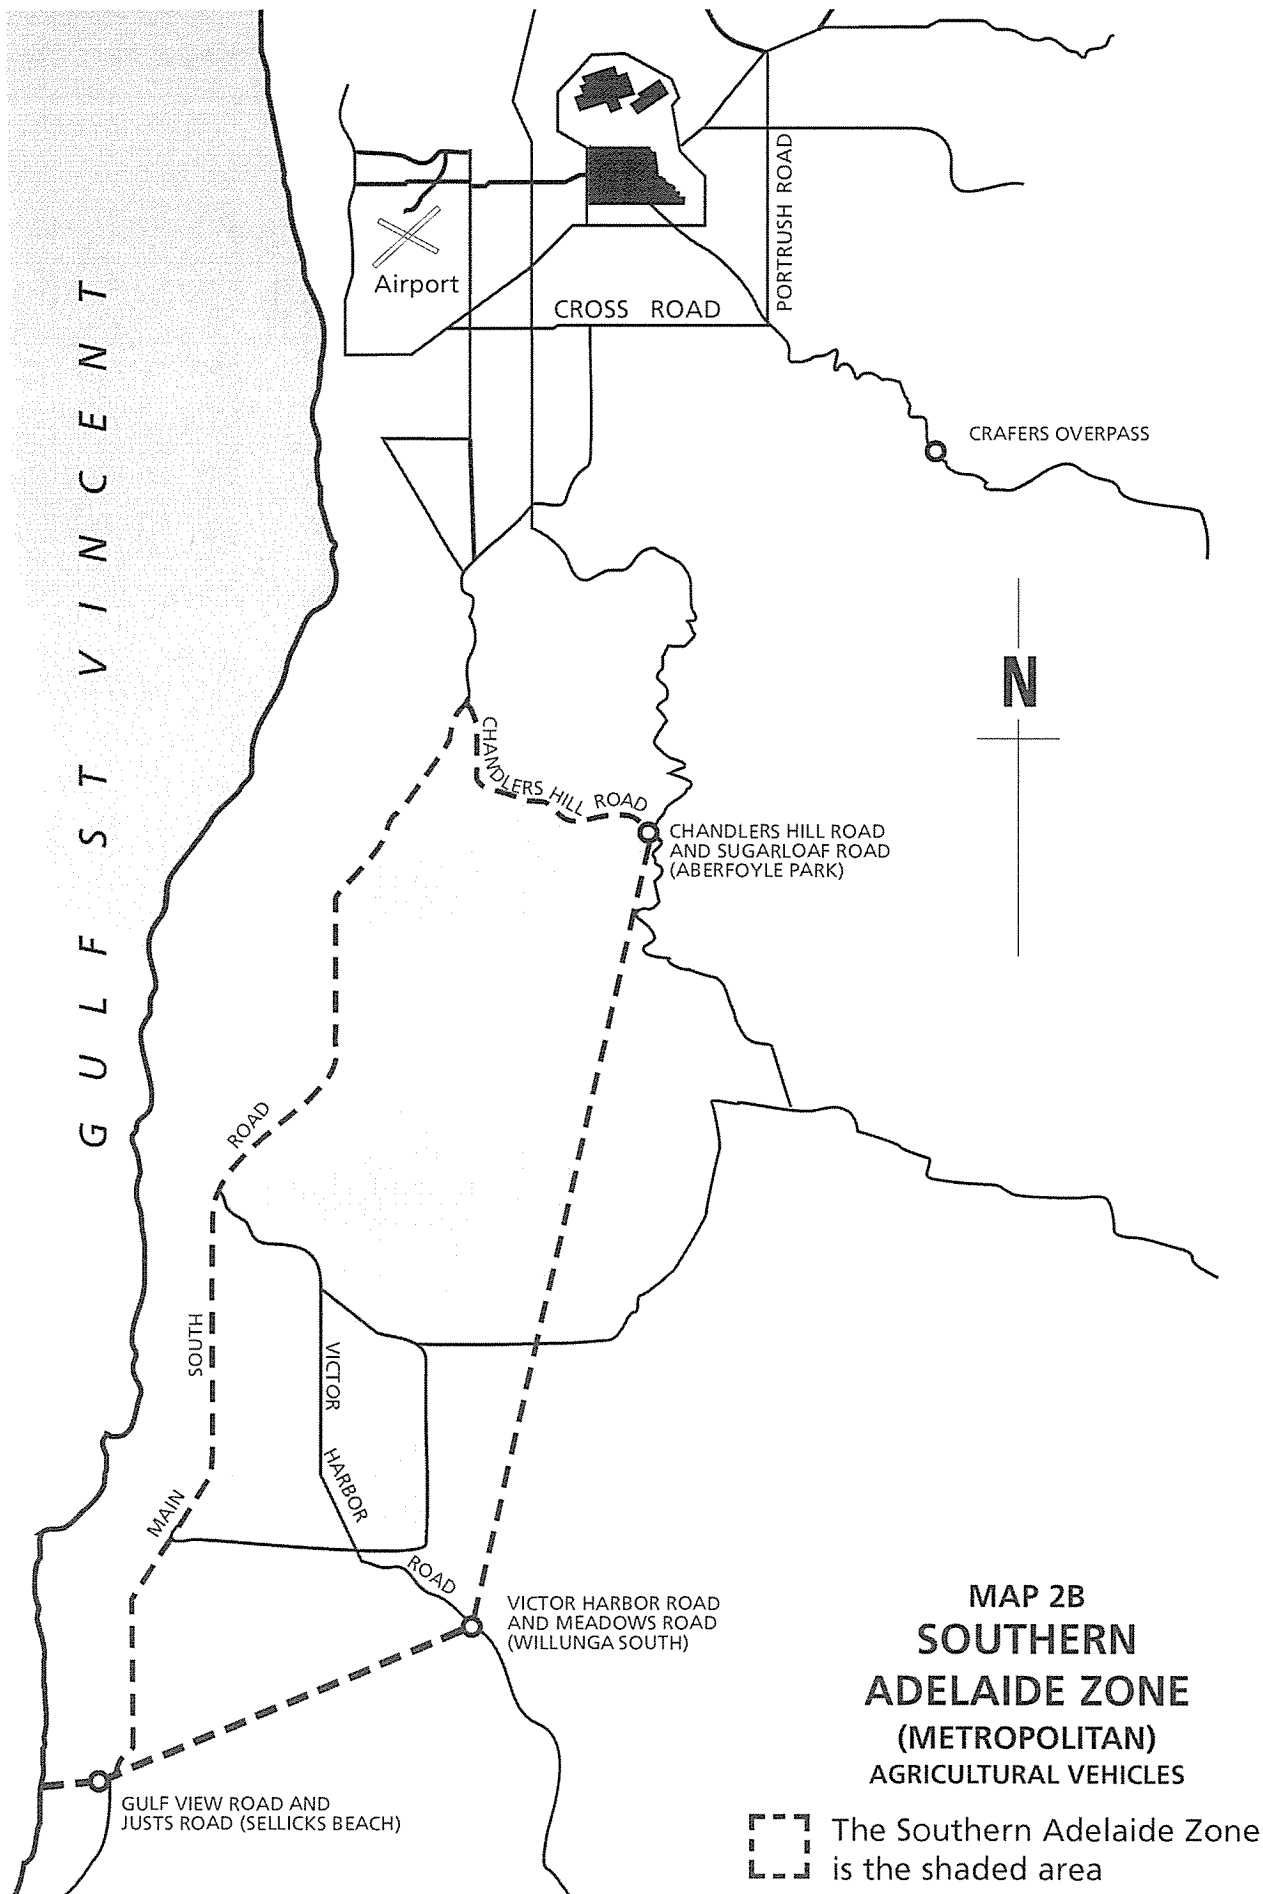 PORTRUSH ROAD
Airport
CROSS ROAD
CRAFERS OVERPASS
GULF ST VINCENT
N
CHANDLERS HILL ROAD
CHANDLERS HILL ROAD
AND SUGARLOAF ROAD
(ABERFOYLE PARK)
MAIN SOUTH ROAD
VICTOR HARBOR ROAD
VICTOR HARBOR ROAD
AND MEADOWS ROAD
(WILLUNGA SOUTH)
GULF VIEW ROAD AND
JUSTS ROAD (SELLICKS BEACH)
MAP 2B
SOUTHERN
ADELAIDE ZONE
(METROPOLITAN)
AGRICULTURAL VEHICLES
The Southern Adelaide Zone
is the shaded area